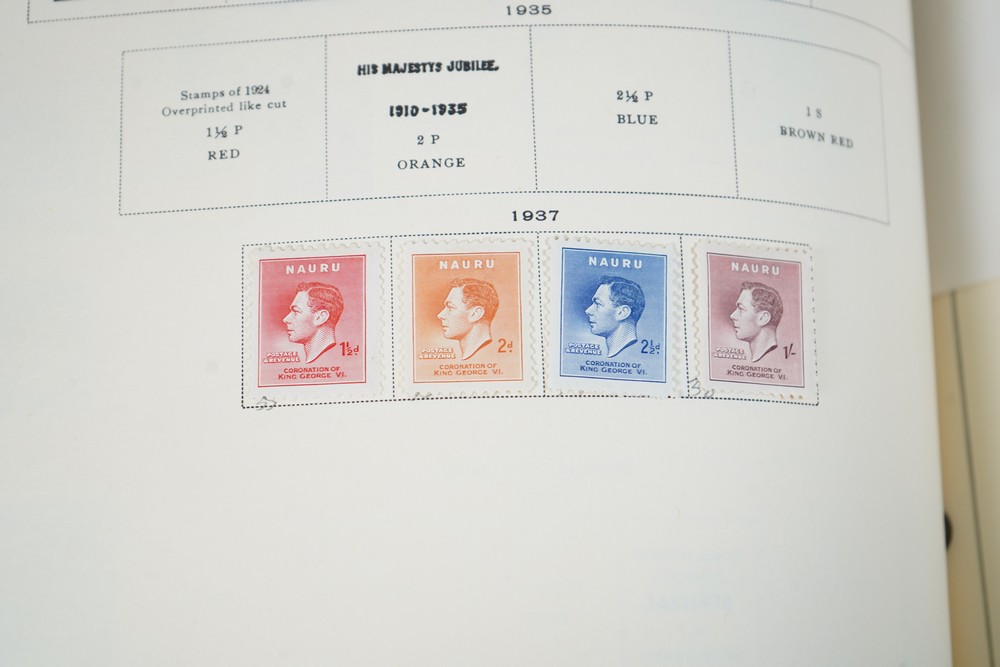 1935
Stamps of 1924
Overprinted like cut
1½ P
RED
HIS MAJESTYS JUBILEE.
1910-1935
2 P
ORANGE
2½ P
BLUE
1 S
BROWN RED
1937
NAURU
1½d
POSTAGE
& REVENUE
CORONATION OF
KING GEORGE VI.
NAURU
2d.
POSTAGE
& REVENUE
CORONATION OF
KING GEORGE VI.
NAURU
2½d.
POSTAGE
& REVENUE
CORONATION OF
KING GEORGE VI.
NAURU
1/-
POSTAGE
& REVENUE
CORONATION OF
KING GEORGE VI.